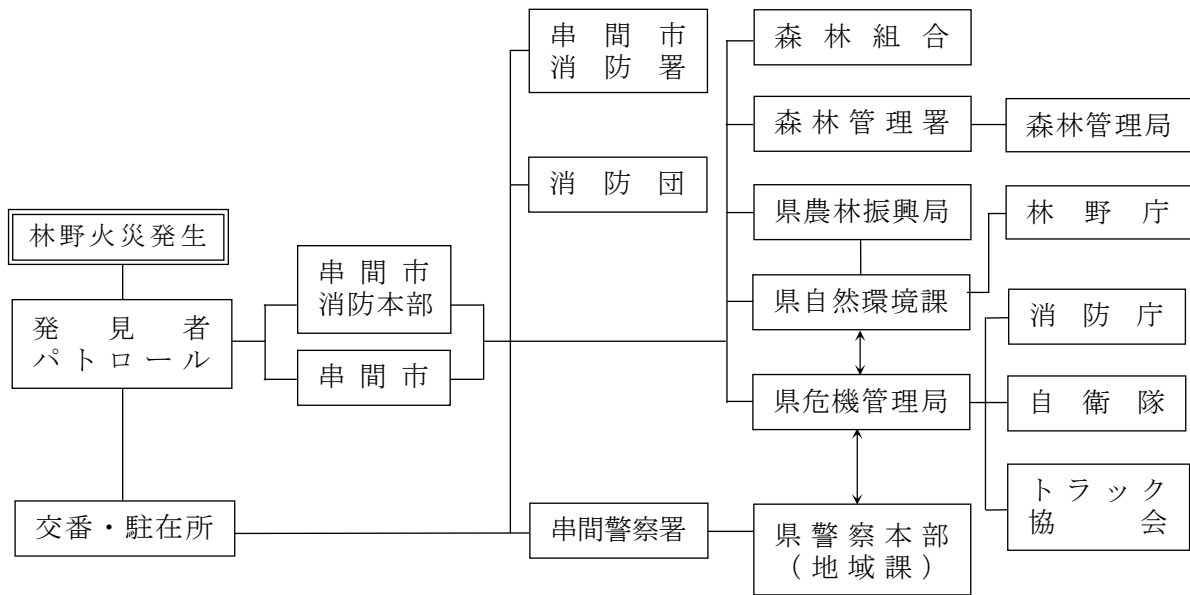 林野火災発生
発見者
パトロール
交番・駐在所
串間市
消防本部
串間市
串間市
消防署
消防団
串間警察署
森林組合
森林管理署
県農林振興局
県自然環境課
県危機管理局
県警察本部
(地域課)
森林管理局
林野庁
消防庁
自衛隊
トラック
協会